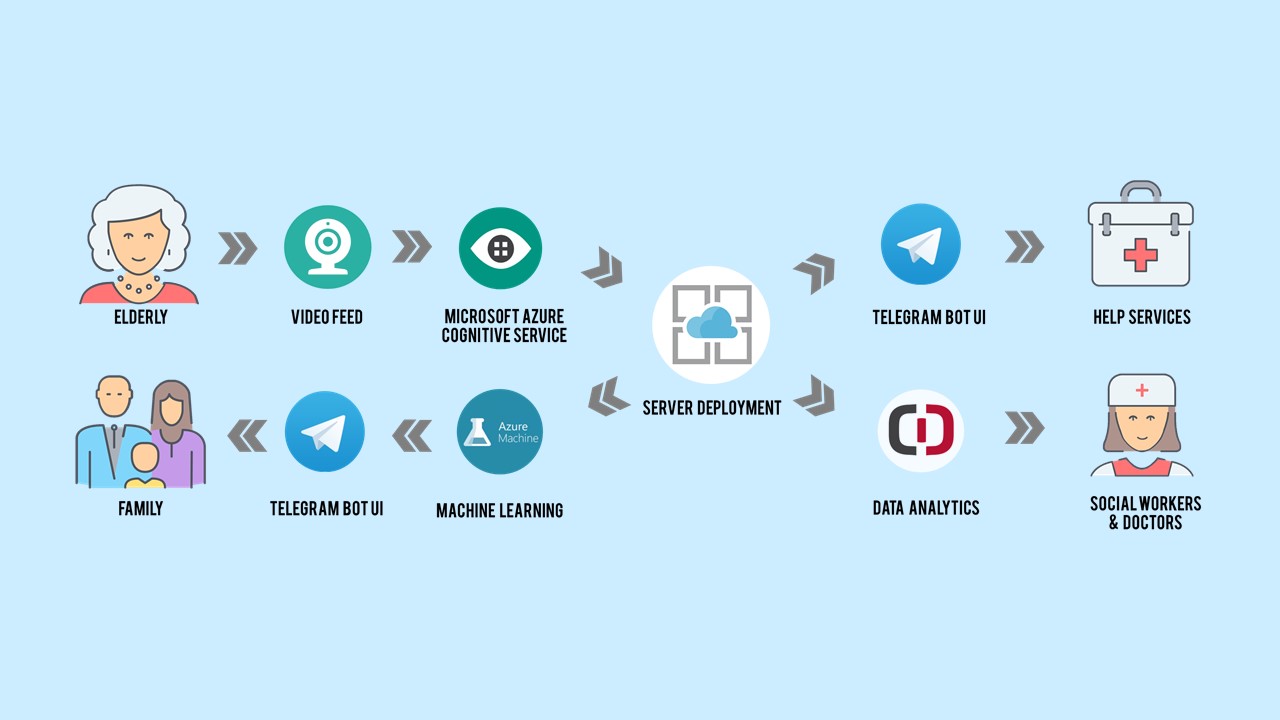 ELDERLY
VIDEO FEED
MICROSOFT AZURE
COGNITIVE SERVICE
SERVER DEPLOYMENT
TELEGRAM BOT UI
HELP SERVICES
FAMILY
TELEGRAM BOT UI
Azure
Machine
MACHINE LEARNING
DATA ANALYTICS
SOCIAL WORKERS
& DOCTORS